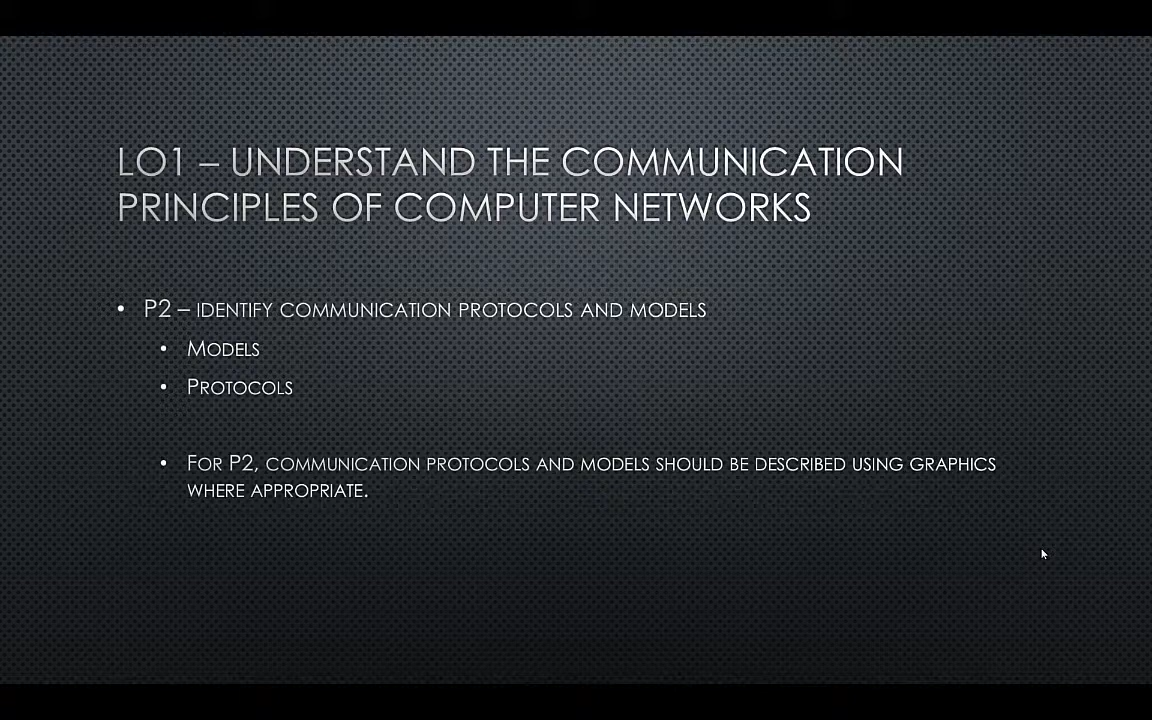 LO1 – UNDERSTAND THE COMMUNICATION
PRINCIPLES OF COMPUTER NETWORKS
• P2 – IDENTIFY COMMUNICATION PROTOCOLS AND MODELS
• MODELS
• PROTOCOLS
• FOR P2, COMMUNICATION PROTOCOLS AND MODELS SHOULD BE DESCRIBED USING GRAPHICS
WHERE APPROPRIATE.